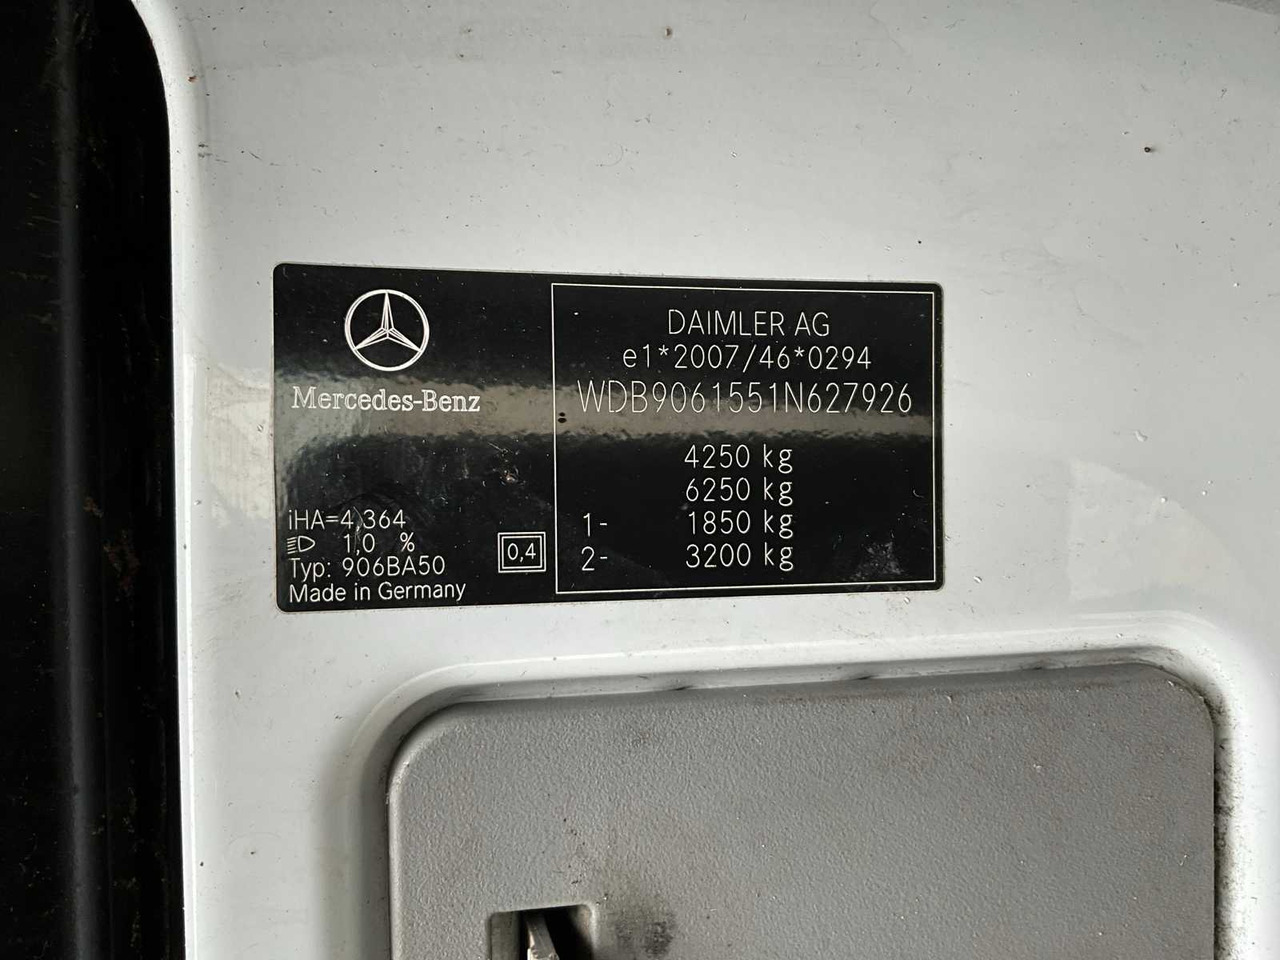 Mercedes-Benz
iHA=4,364
1,0 %
Typ: 906BA50
Made in Germany
0,4
DAIMLER AG
e1*2007/46*0294
WDB9061551N627926
4250 kg
6250 kg
1- 1850 kg
2- 3200 kg